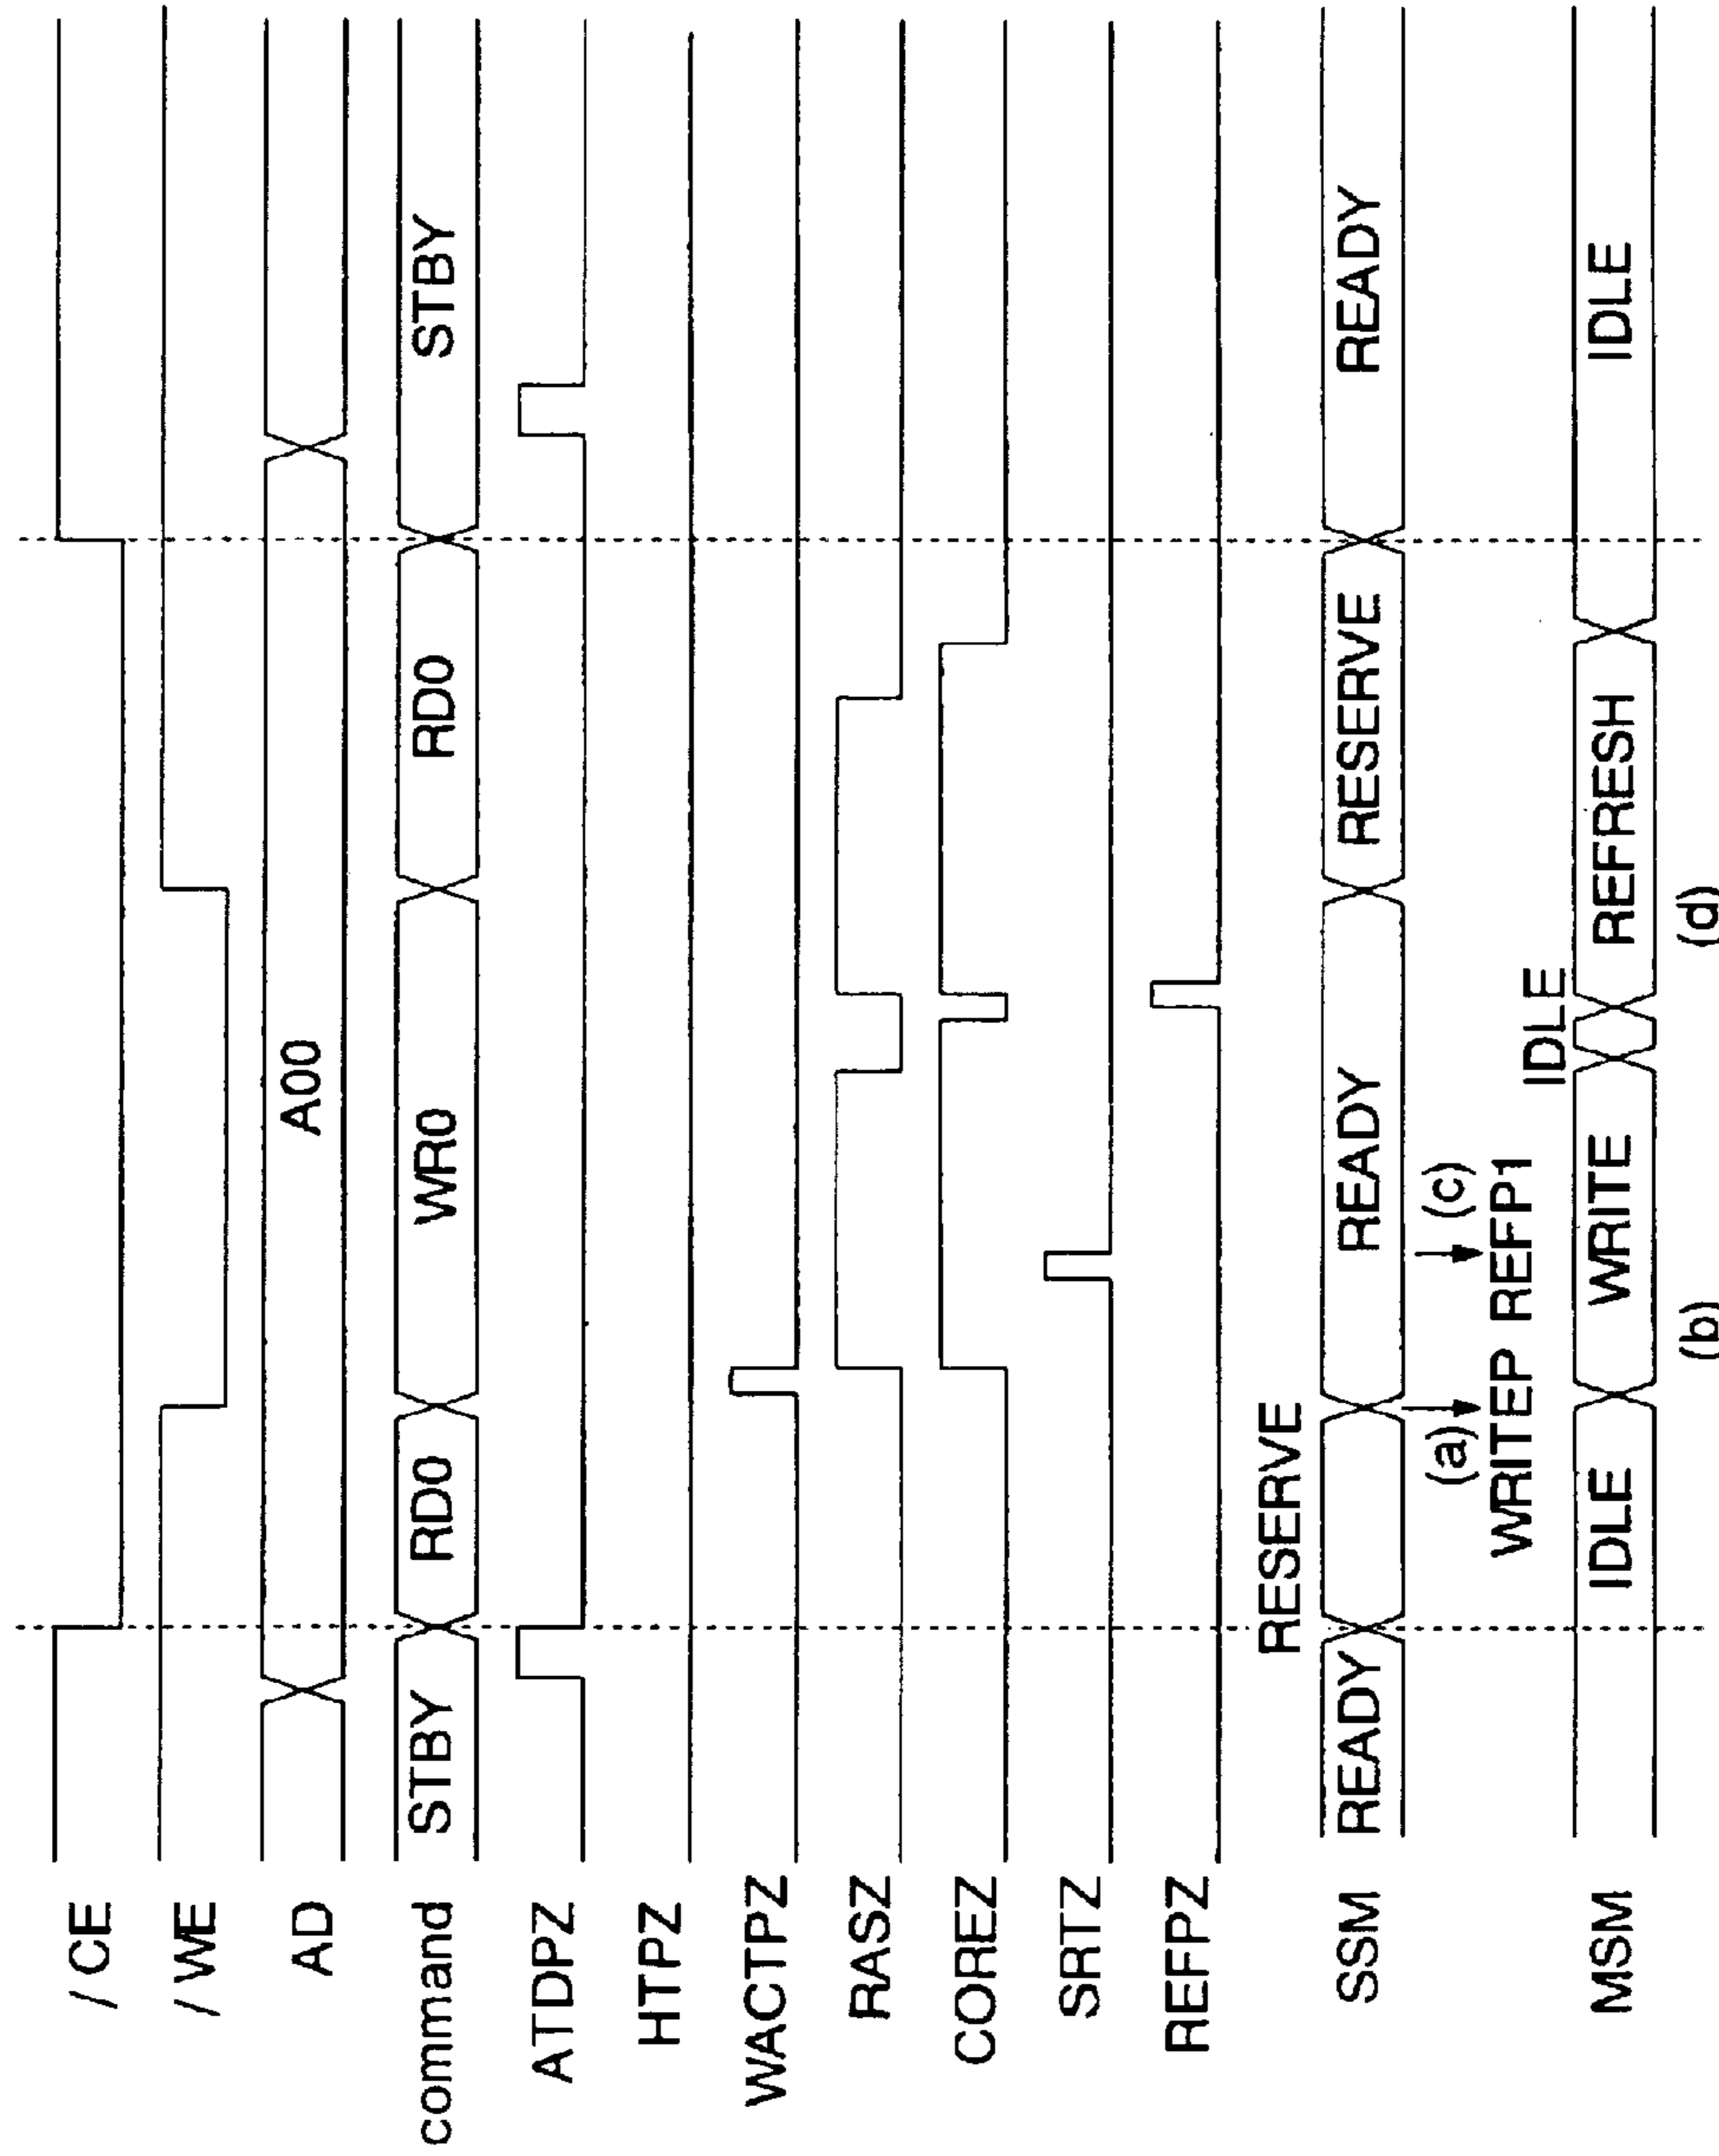 / CE
/ WE
AD
A00
command
STBY RD0 WR0 RD0 STBY
ATDPZ
HTPZ
WACTPZ
RASZ
COREZ
SRTZ
REFPZ
RESERVE
SSM
READY READY RESERVE READY
(a) (c)
WRITEP REFP1
IDLE
MSM
IDLE WRITE REFRESH IDLE
(b) (d)